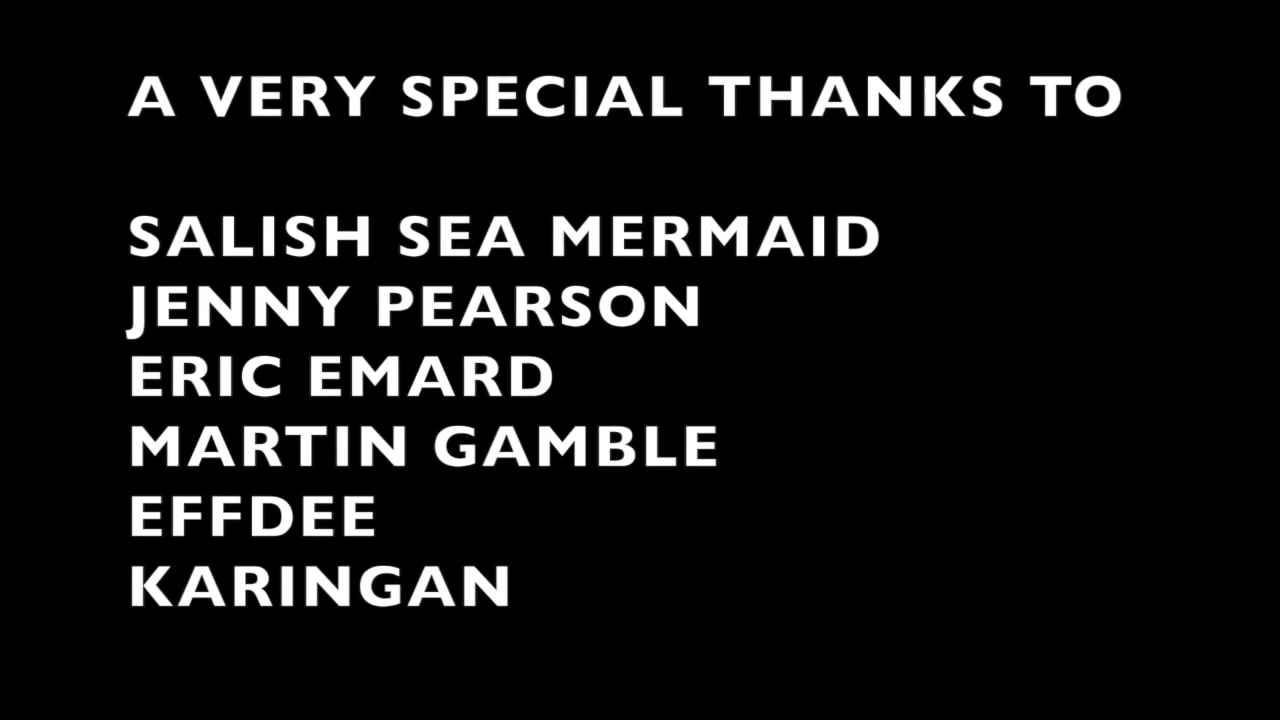 A VERY SPECIAL THANKS TO
SALISH SEA MERMAID
JENNY PEARSON
ERIC EMARD
MARTIN GAMBLE
EFFDEE
KARINGAN